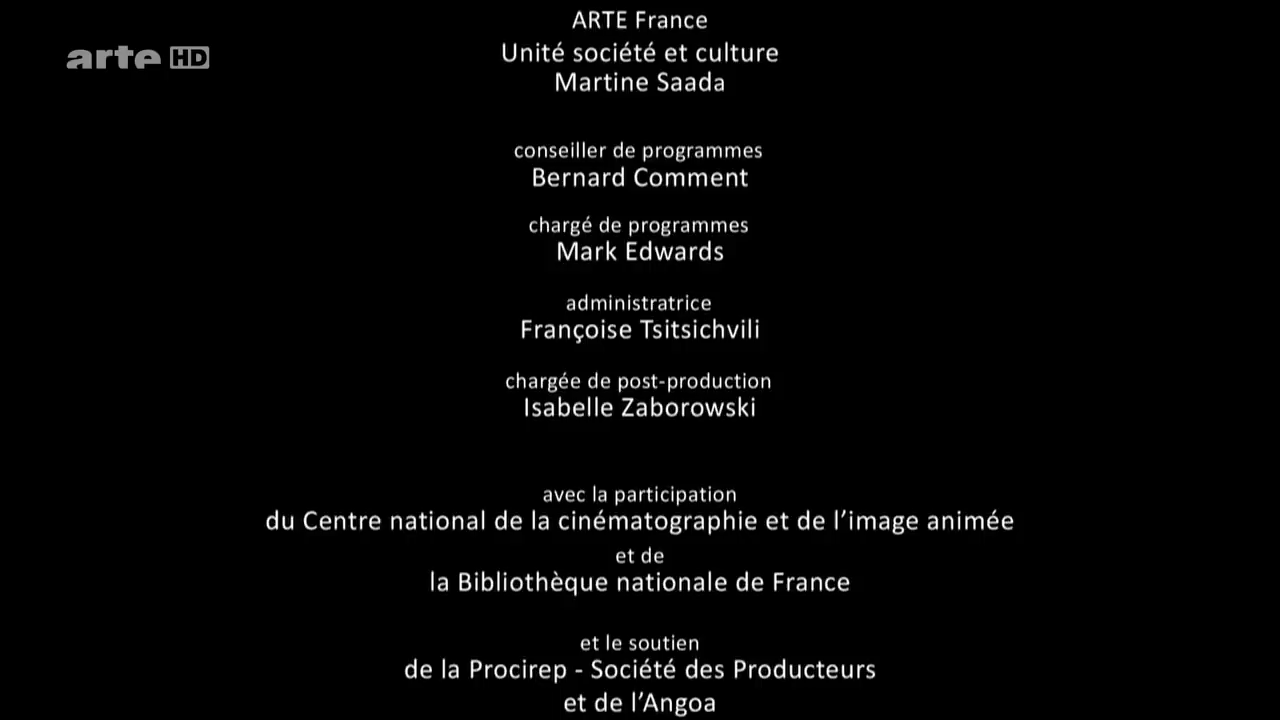 ARTE France
arte HD
Unité société et culture
Martine Saada
conseiller de programmes
Bernard Comment
chargé de programmes
Mark Edwards
administratrice
Françoise Tsitsichvili
chargée de post-production
Isabelle Zaborowski
avec la participation
du Centre national de la cinématographie et de l’image animée
et de
la Bibliothèque nationale de France
et le soutien
de la Procirep - Société des Producteurs
et de l’Angoa